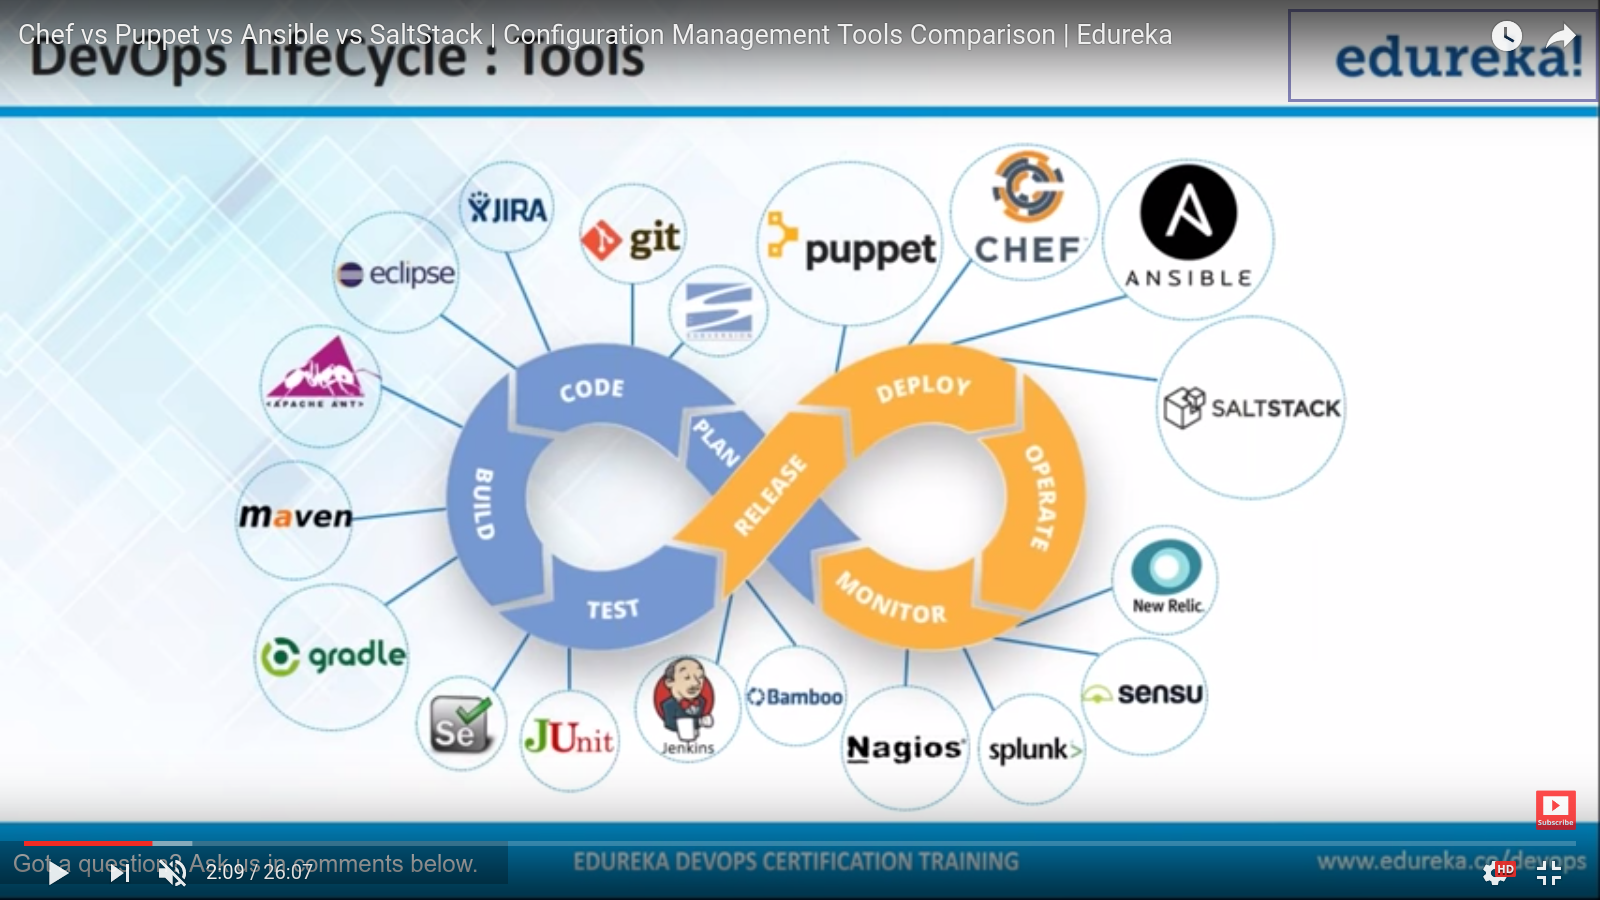 Chef vs Puppet vs Ansible vs SaltStack | Configuration Management Tools Comparison | Edureka
DevOps LifeCycle : Tools
edureka!
JIRA
git
puppet
CHEF
ANSIBLE
eclipse
SUBVERSION
APACHE ANT
CODE
DEPLOY
PLAN
SALTSTACK
BUILD
RELEASE
OPERATE
maven
TEST
MONITOR
New Relic.
gradle
Se
JUnit
Jenkins
Bamboo
Nagios
splunk>
sensu
Subscribe
Got a question? Ask us in comments below.
EDUREKA DEVOPS CERTIFICATION TRAINING
www.edureka.co/devops
2:09 / 26:07
HD